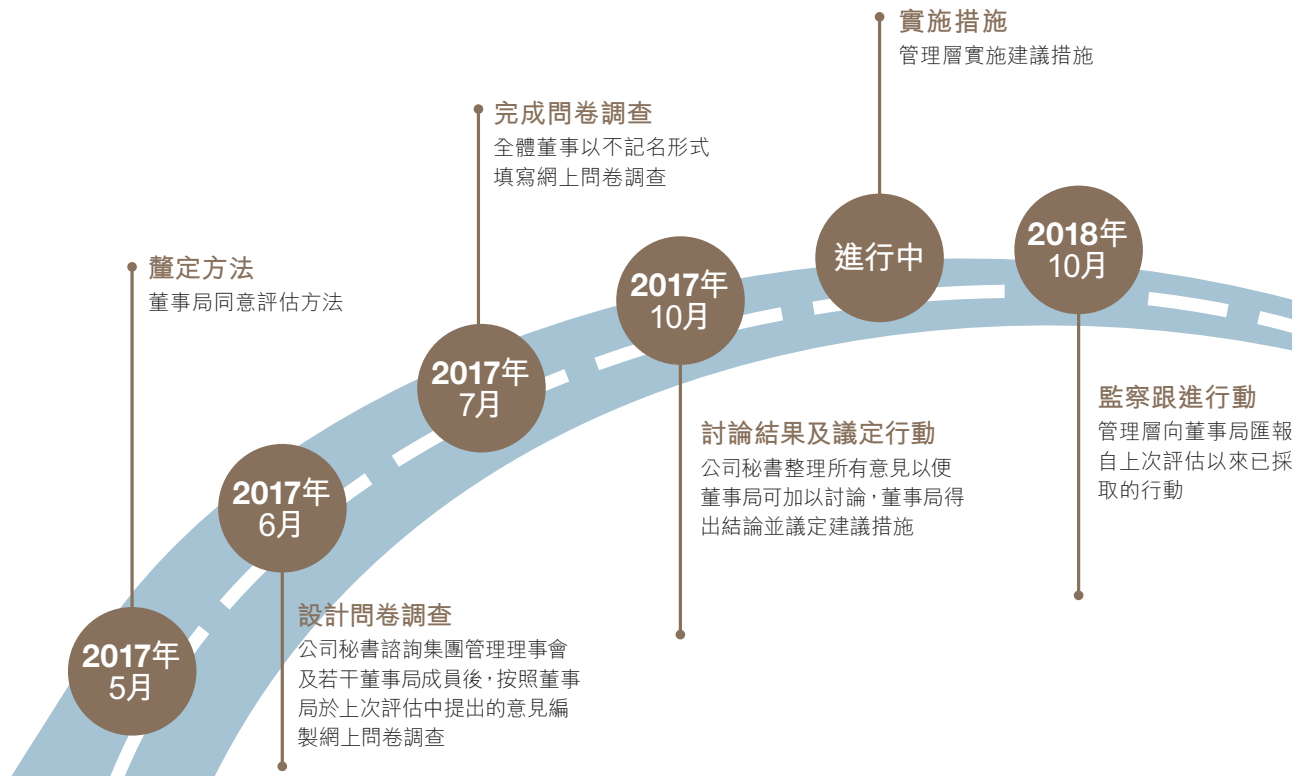 2017年
5月
釐定方法
董事局同意評估方法
2017年
6月
設計問卷調查
公司秘書諮詢集團管理理事會
及若干董事局成員後，按照董事
局於上次評估中提出的意見編
製網上問卷調查
2017年
7月
完成問卷調查
全體董事以不記名形式
填寫網上問卷調查
2017年
10月
討論結果及議定行動
公司秘書整理所有意見以便
董事局可加以討論，董事局得
出結論並議定建議措施
進行中
實施措施
管理層實施建議措施
2018年
10月
監察跟進行動
管理層向董事局匯報
自上次評估以來已採
取的行動